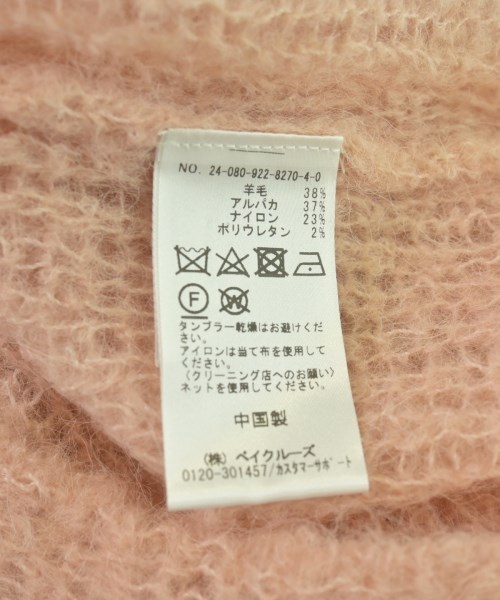 NO. 24-080-922-8270-4-0
羊毛 38%
アルパカ 37%
ナイロン 23%
ポリウレタン 2%
F W
タンブラー乾燥はお避けくだ
さい。
アイロンは当て布を使用して
ください。
〈クリーニング店へのお願い〉
ネットを使用してください。
中国製
(株) ベイクルーズ
0120-301457/カスタマーサポート